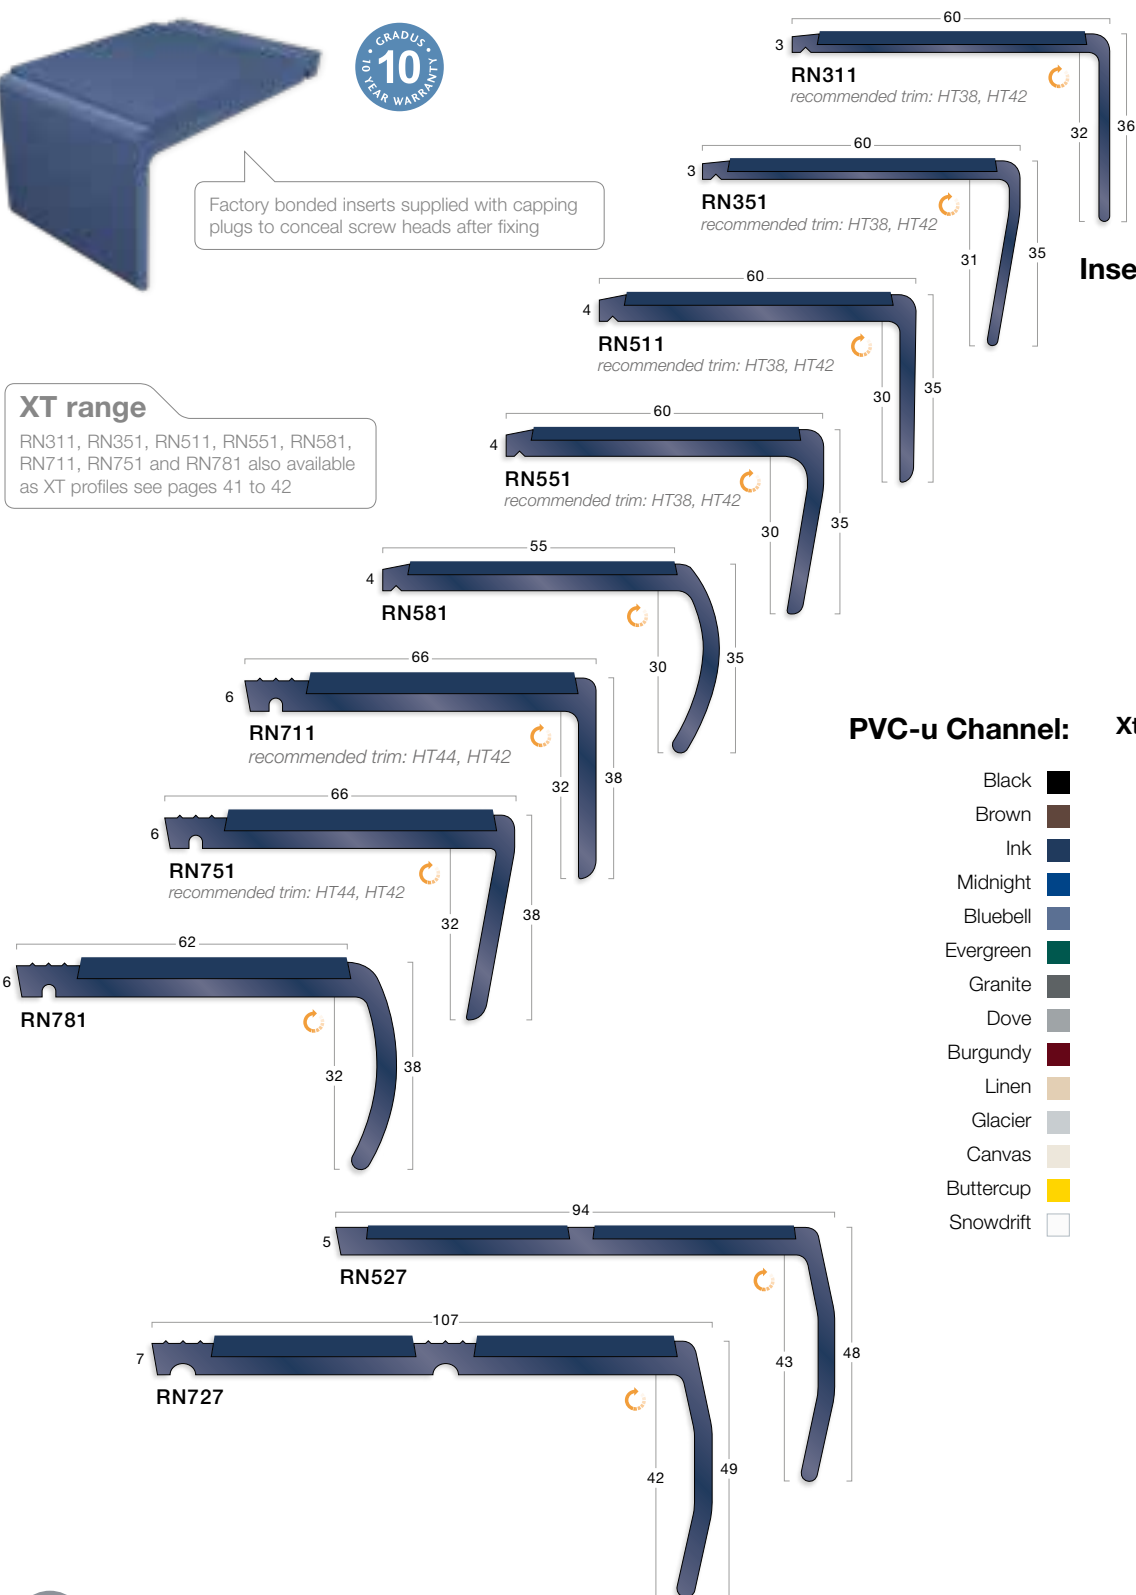 GRADUS
10
10 YEAR WARRANTY
Factory bonded inserts supplied with capping
plugs to conceal screw heads after fixing
60
3
RN311
recommended trim: HT38, HT42
32
36
60
3
RN351
recommended trim: HT38, HT42
31
35
Inse
60
4
RN511
recommended trim: HT38, HT42
30
35
XT range
RN311, RN351, RN511, RN551, RN581,
RN711, RN751 and RN781 also available
as XT profiles see pages 41 to 42
60
4
RN551
recommended trim: HT38, HT42
30
35
55
4
RN581
30
35
66
6
RN711
recommended trim: HT44, HT42
32
38
66
6
RN751
recommended trim: HT44, HT42
32
38
62
6
RN781
32
38
PVC-u Channel:
Xt
Black
Brown
Ink
Midnight
Bluebell
Evergreen
Granite
Dove
Burgundy
Linen
Glacier
Canvas
Buttercup
Snowdrift
94
5
RN527
43
48
107
7
RN727
42
49